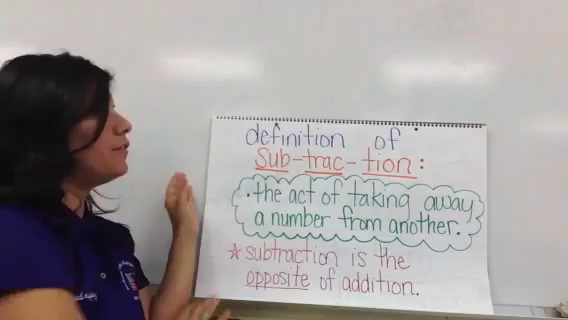 definition of
Sub-trac-tion:
• the act of taking away
a number from another.
☆ subtraction is the
opposite of addition.